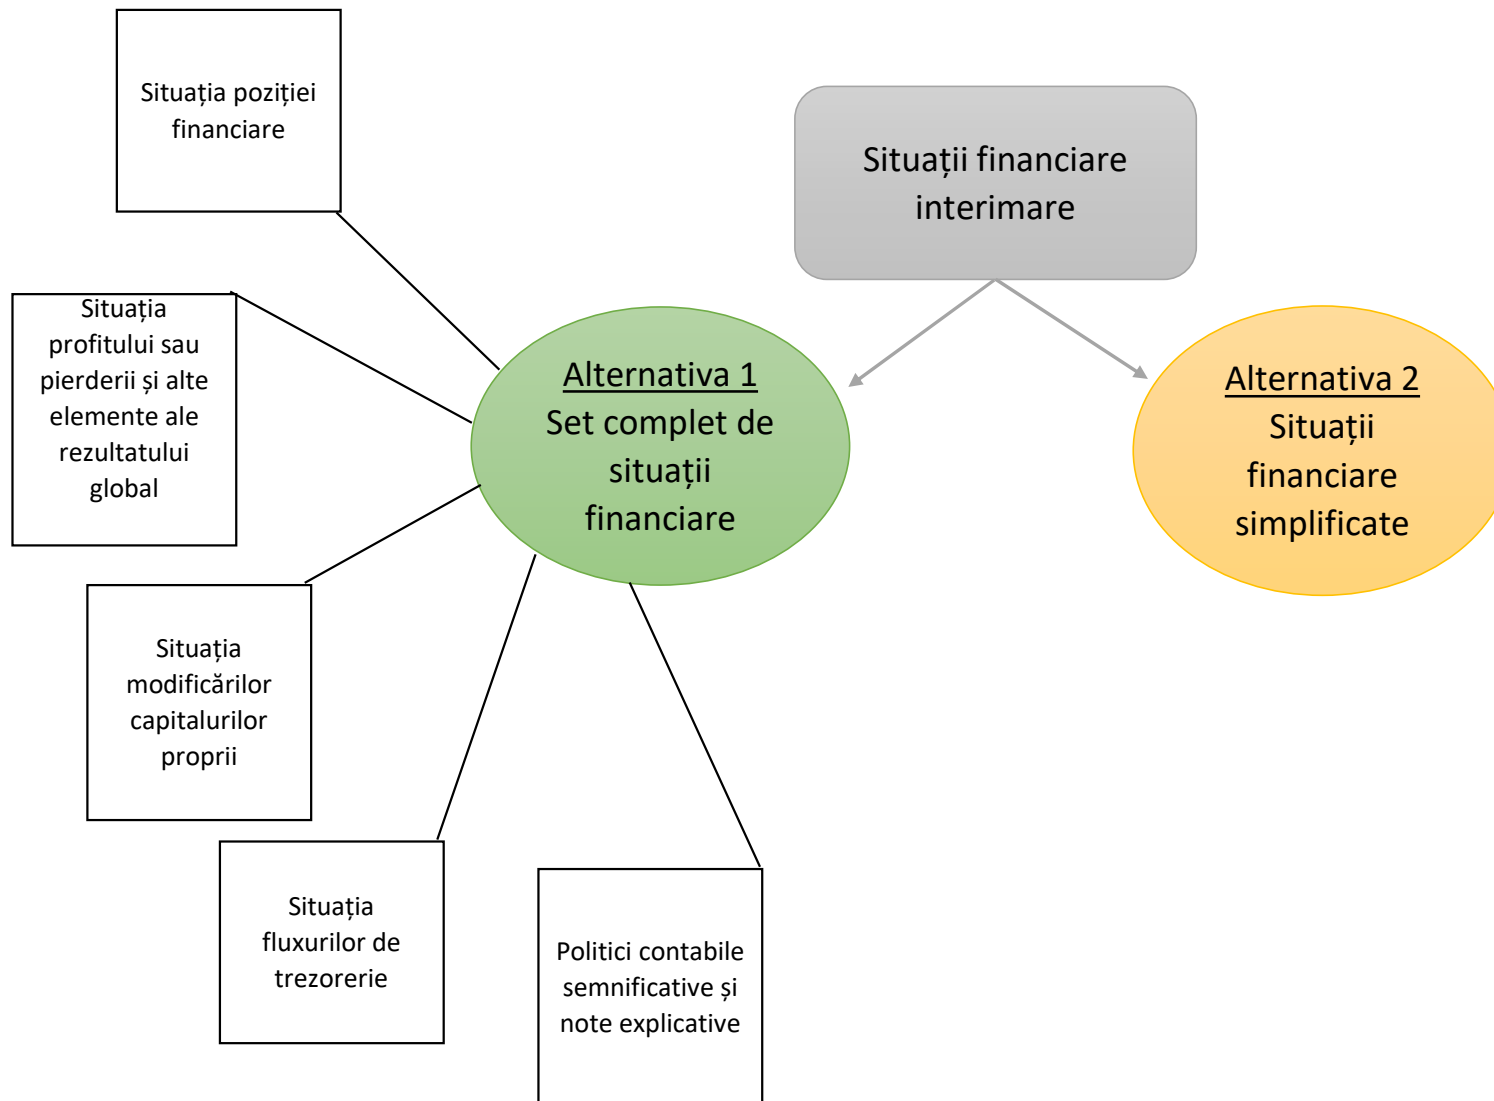 Situația poziției
financiare
Situații financiare
interimare
Situația
profitului sau
pierderii și alte
elemente ale
rezultatului
global
Alternativa 1
Set complet de
situații
financiare
Alternativa 2
Situații
financiare
simplificate
Situația
modificărilor
capitalurilor
proprii
Situația
fluxurilor de
trezorerie
Politici contabile
semnificative și
note explicative